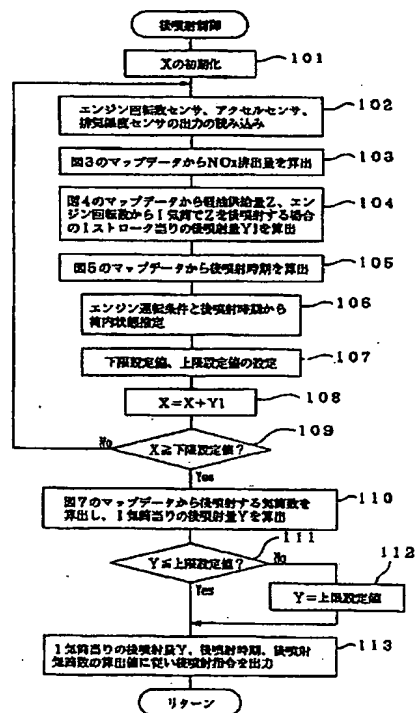 後噴射制御
Xの初期化
101
エンジン回転数センサ、アクセルセンサ、
排気温度センサの出力の読み込み
102
図3のマップデータからNOx排出量を算出
103
図4のマップデータから軽油供給量Z、エン
ジン回転数から1気筒でZを後噴射する場合
の1ストローク当りの後噴射量Y1を算出
104
図5のマップデータから後噴射時期を算出
105
エンジン運転条件と後噴射時期から
筒内状態推定
106
下限設定値、上限設定値の設定
107
X=X+Y1
108
X≧下限設定値?
109
No
Yes
図7のマップデータから後噴射する気筒数を
算出し、1気筒当りの後噴射量Yを算出
110
Y≦上限設定値?
111
No
Yes
Y=上限設定値
112
1気筒当りの後噴射量Y、後噴射時期、後噴射
気筒数の算出値に従い後噴射指令を出力
113
リターン